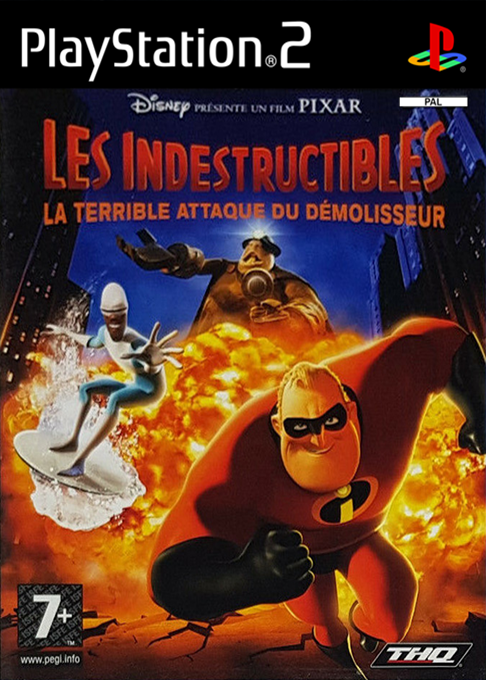 PlayStation®2
PAL
Disney PRÉSENTE UN FILM PIXAR
LES INDESTRUCTIBLES
LA TERRIBLE ATTAQUE DU DÉMOLISSEUR
i
7+
TM
www.pegi.info
THQ